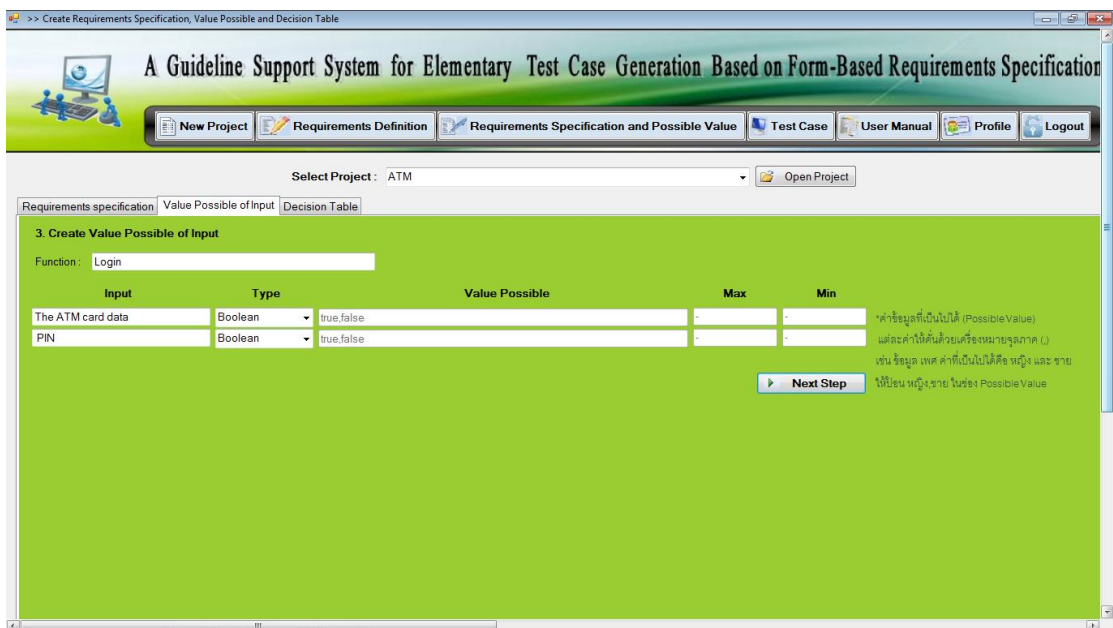 >> Create Requirements Specification, Value Possible and Decision Table
A Guideline Support System for Elementary Test Case Generation Based on Form-Based Requirements Specification
New Project Requirements Definition Requirements Specification and Possible Value Test Case User Manual Profile Logout
Select Project : ATM Open Project
Requirements specification Value Possible of Input Decision Table
3. Create Value Possible of Input
Function : Login
Input Type Value Possible Max Min
The ATM card data Boolean true,false - - *ค่าข้อมูลที่เป็นไปได้ (Possible Value)
PIN Boolean true,false - - แต่ละค่าให้คั่นด้วยเครื่องหมายจุลภาค (,)
เช่น ข้อมูล เพศ ค่าที่เป็นไปได้คือ หญิง และ ชาย
Next Step ให้ป้อน หญิง,ชาย ในช่อง Possible Value